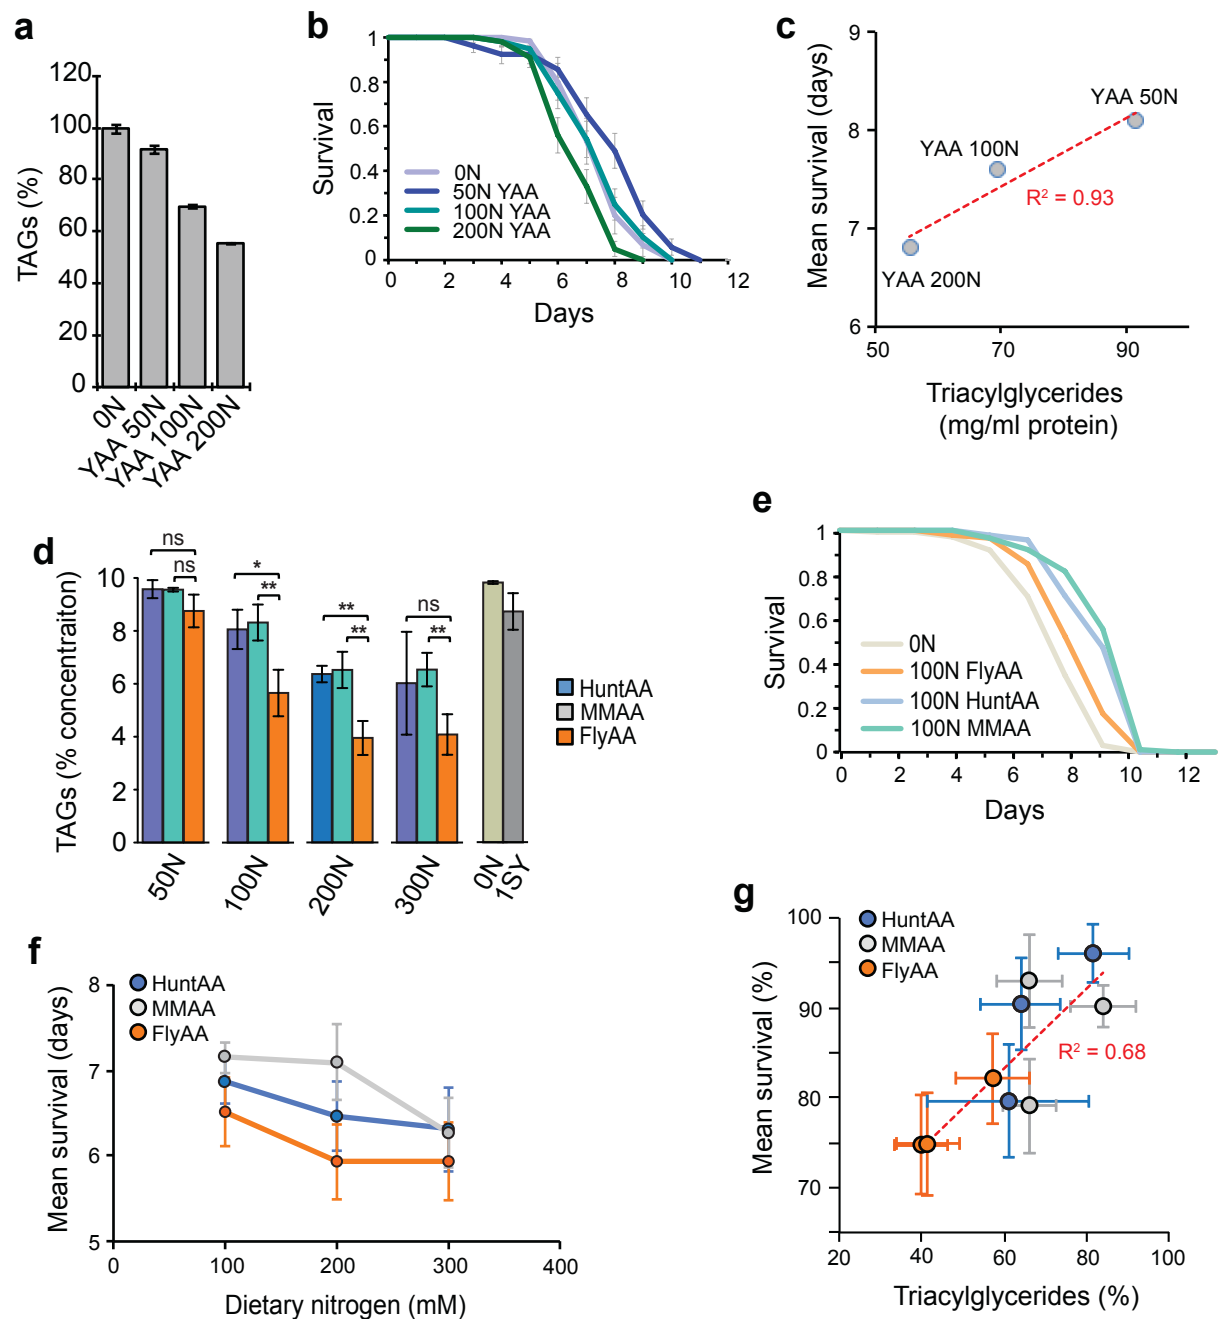 a
120
100
80
60
40
20
0
TAGs (%)
0N
YAA 50N
YAA 100N
YAA 200N
b
1
0.8
0.6
0.4
0.2
0
Survival
0N
50N YAA
100N YAA
200N YAA
0 2 4 6 8 10 12
Days
c
9
8
7
6
Mean survival (days)
YAA 50N
YAA 100N
R² = 0.93
YAA 200N
50 70 90
Triacylglycerides
(mg/ml protein)
d
ns
ns
*
**
**
**
ns
**
10
8
6
4
2
0
TAGs (% concentraiton)
50N
100N
200N
300N
0N
1SY
HuntAA
MMAA
FlyAA
e
1
0.8
0.6
0.4
0.2
0
Survival
0N
100N FlyAA
100N HuntAA
100N MMAA
0 2 4 6 8 10 12
Days
f
HuntAA
MMAA
FlyAA
8
7
6
5
Mean survival (days)
0 100 200 300 400
Dietary nitrogen (mM)
g
HuntAA
MMAA
FlyAA
100
90
80
70
Mean survival (%)
R² = 0.68
20 40 60 80 100
Triacylglycerides (%)